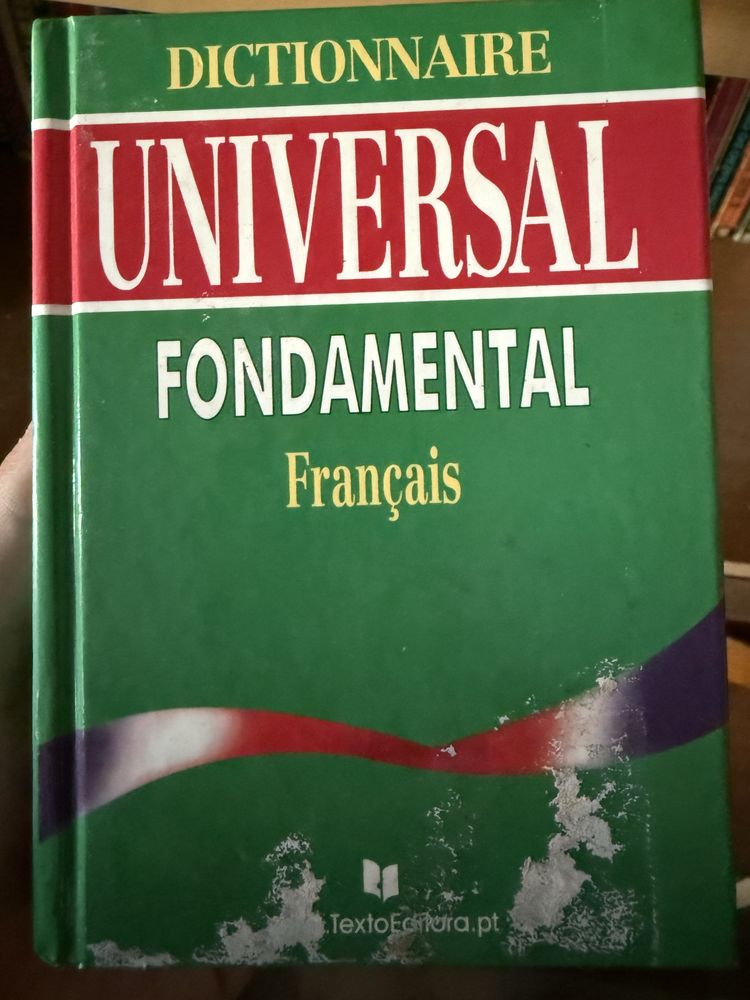 DICTIONNAIRE
UNIVERSAL
FONDAMENTAL
Français
.TextoEditora.pt